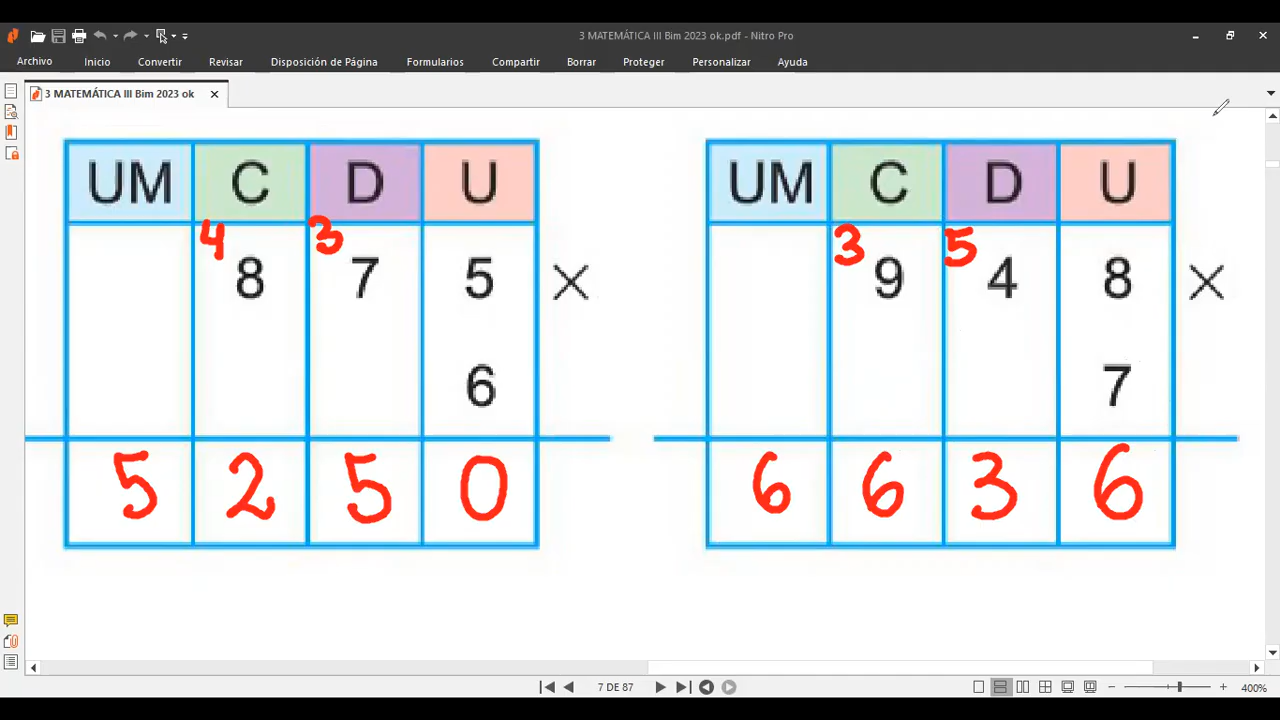 3 MATEMÁTICA III Bim 2023 ok.pdf - Nitro Pro
Archivo Inicio Convertir Revisar Disposición de Página Formularios Compartir Borrar Proteger Personalizar Ayuda
3 MATEMÁTICA III Bim 2023 ok
UM C D U
4 3
8 7 5 ×
6
5 2 5 0
UM C D U
3 5
9 4 8 ×
7
6 6 3 6
7 DE 87
400%